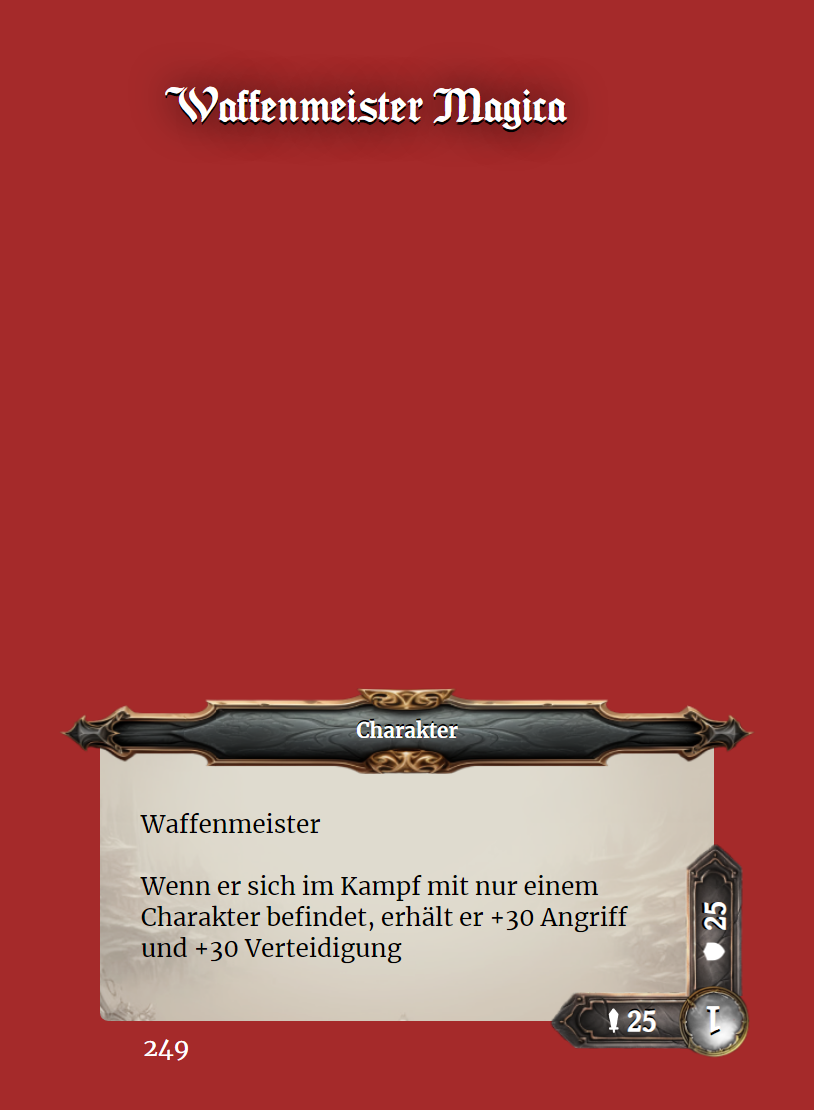 Waffenmeister Magica
Charakter
Waffenmeister
Wenn er sich im Kampf mit nur einem
Charakter befindet, erhält er +30 Angriff
und +30 Verteidigung
25
25
1
249